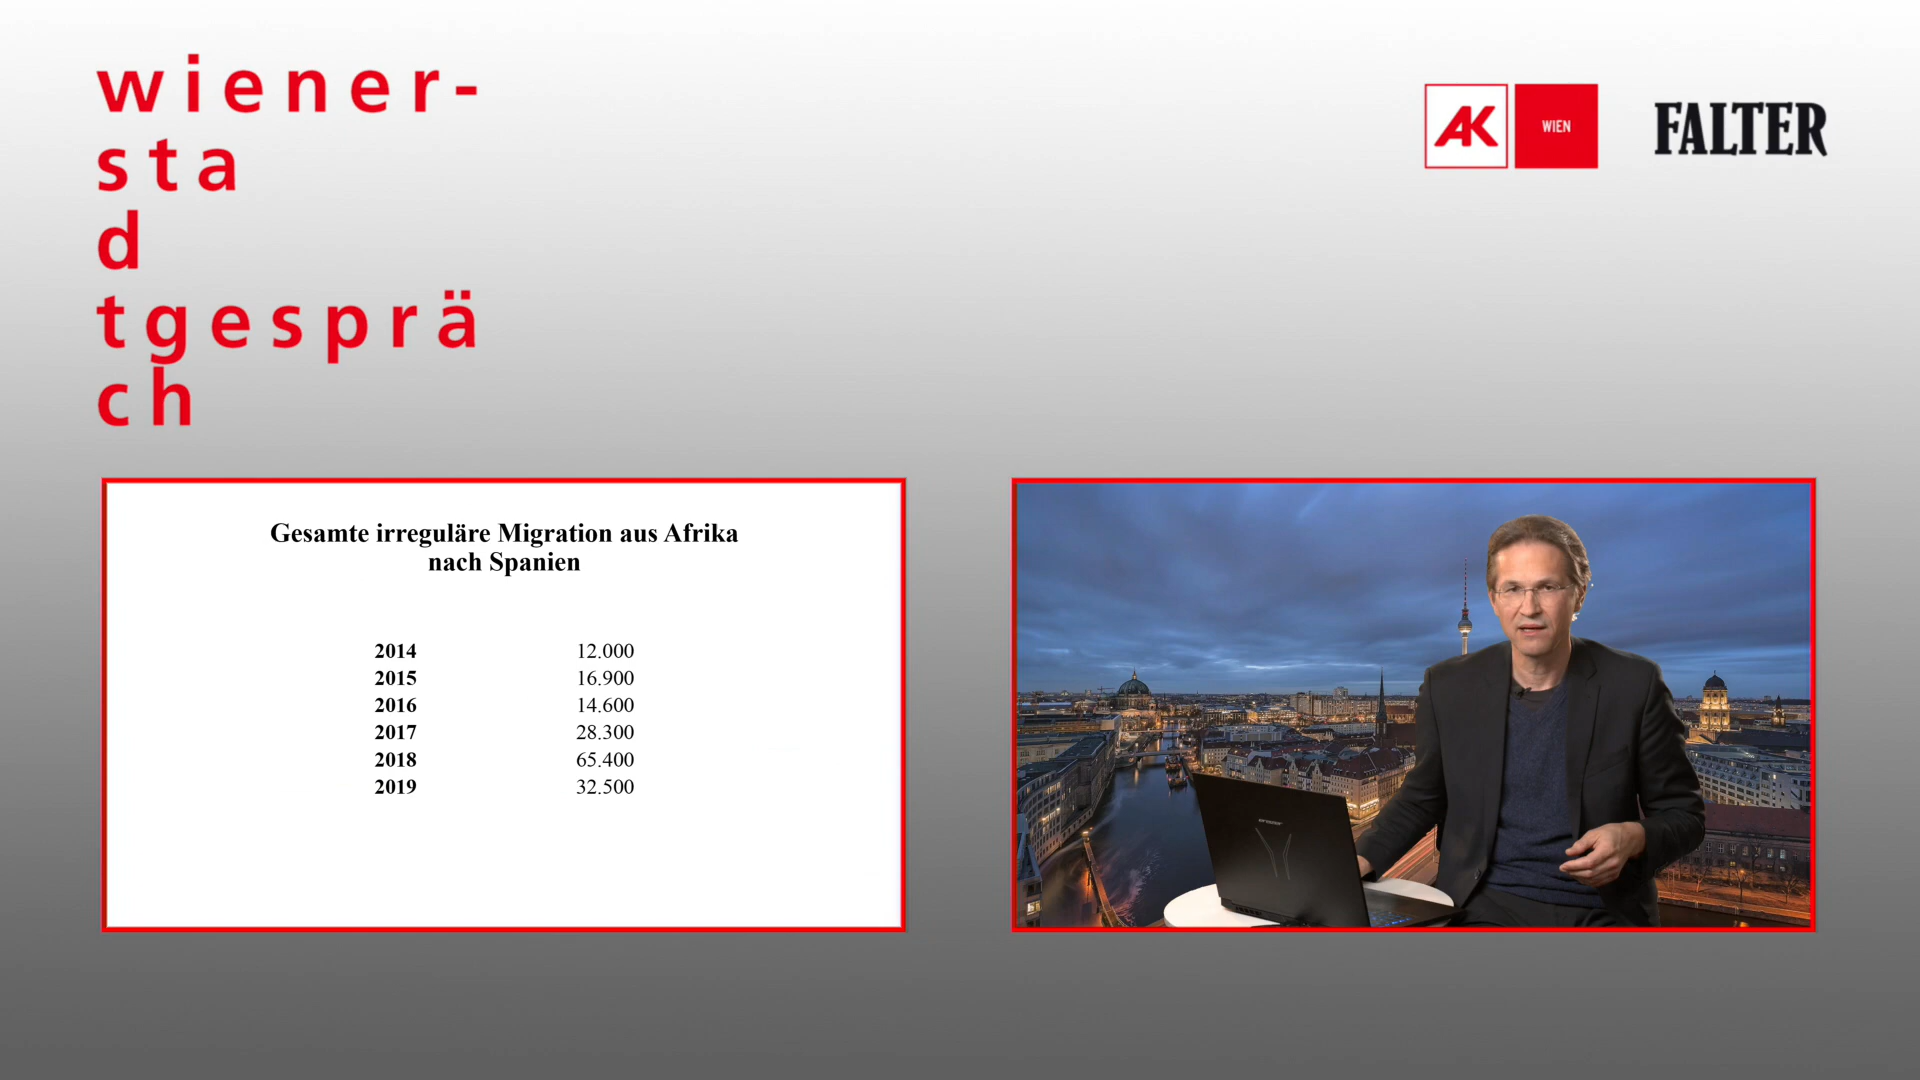 wiener-
sta
d
tgesprä
ch
AK WIEN FALTER
Gesamte irreguläre Migration aus Afrika
nach Spanien
2014 12.000
2015 16.900
2016 14.600
2017 28.300
2018 65.400
2019 32.500